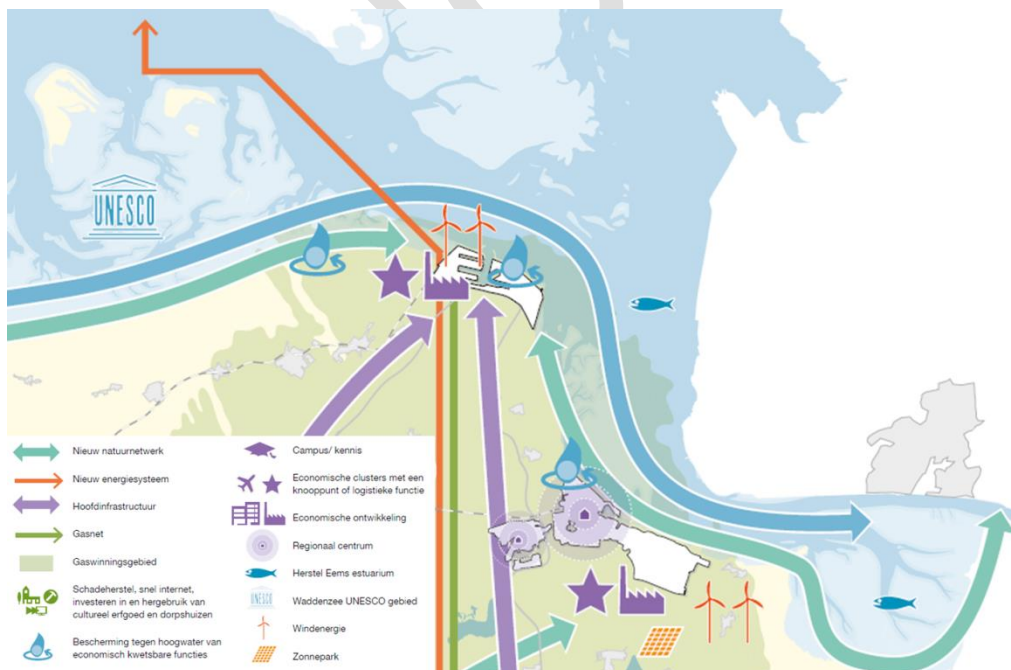 UNESCO
Nieuw natuurnetwerk
Nieuw energiesysteem
Hoofdinfrastructuur
Gasnet
Gaswinningsgebied
Schadeherstel, snel internet,
investeren in en hergebruik van
cultureel erfgoed en dorpshuizen
Bescherming tegen hoogwater van
economisch kwetsbare functies
Campus/ kennis
Economische clusters met een
knooppunt of logistieke functie
Economische ontwikkeling
Regionaal centrum
Herstel Eems estuarium
UNESCO
Waddenzee UNESCO gebied
Windenergie
Zonnepark